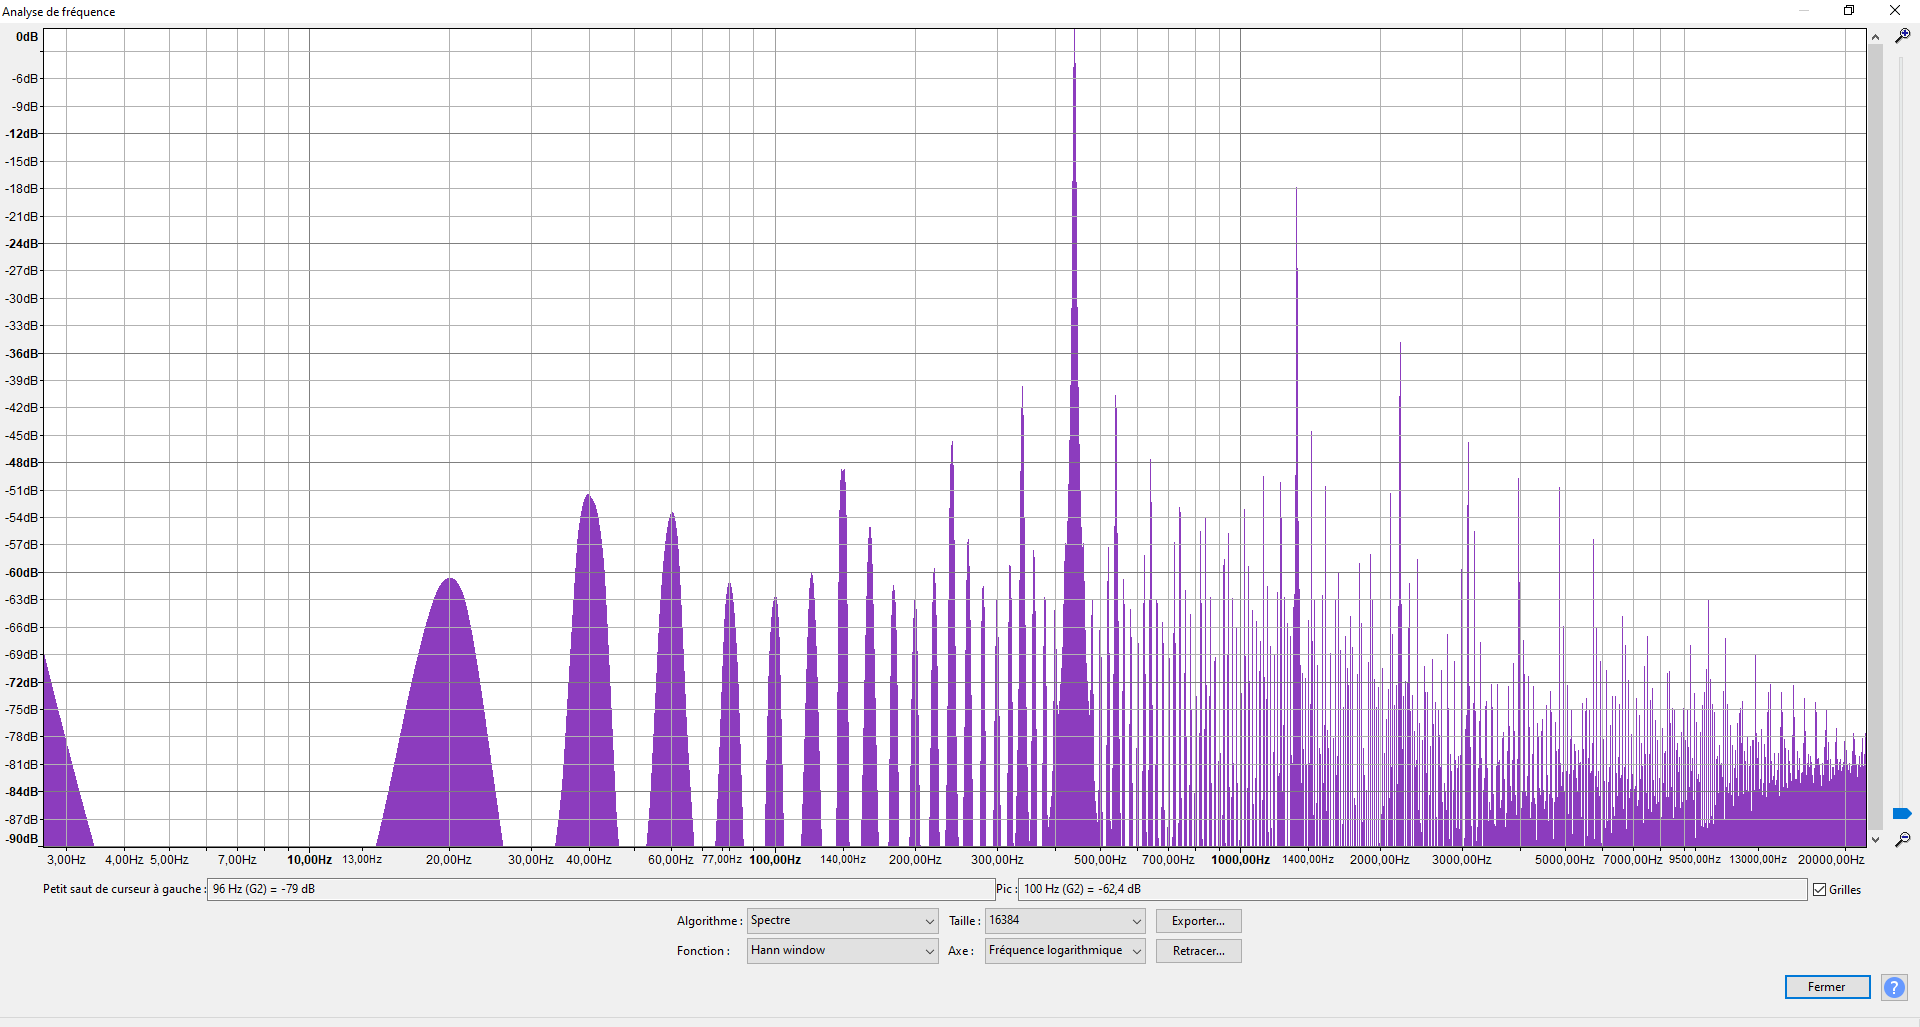 Analyse de fréquence
0dB
-6dB
-9dB
-12dB
-15dB
-18dB
-21dB
-24dB
-27dB
-30dB
-33dB
-36dB
-39dB
-42dB
-45dB
-48dB
-51dB
-54dB
-57dB
-60dB
-63dB
-66dB
-69dB
-72dB
-75dB
-78dB
-81dB
-84dB
-87dB
-90dB
3,00Hz 4,00Hz 5,00Hz 7,00Hz 10,00Hz 13,00Hz 20,00Hz 30,00Hz 40,00Hz 60,00Hz 77,00Hz 100,00Hz 140,00Hz 200,00Hz 300,00Hz 500,00Hz 700,00Hz 1000,00Hz 1400,00Hz 2000,00Hz 3000,00Hz 5000,00Hz 7000,00Hz 9500,00Hz 13000,00Hz 20000,00Hz
Petit saut de curseur à gauche : 96 Hz (G2) = -79 dB Pic : 100 Hz (G2) = -62,4 dB Grilles
Algorithme : Spectre Taille : 16384 Exporter...
Fonction : Hann window Axe : Fréquence logarithmique Retracer...
Fermer ?